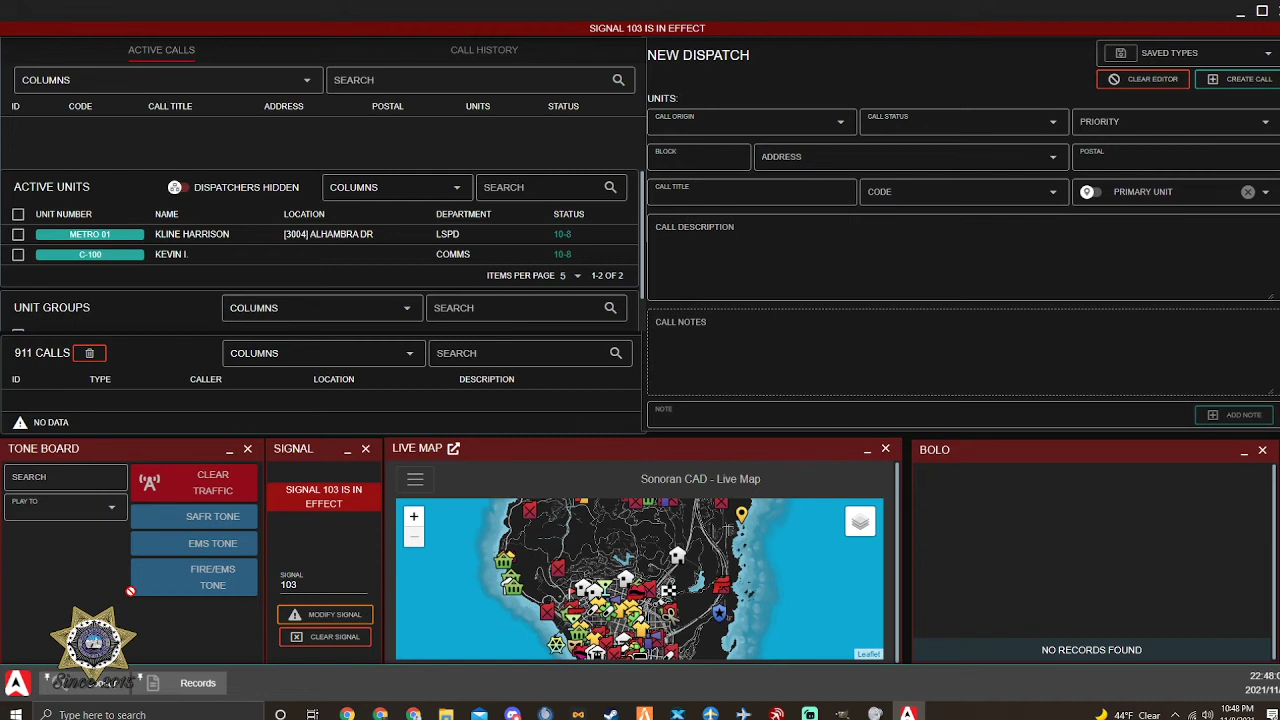 SIGNAL 103 IS IN EFFECT
ACTIVE CALLS
CALL HISTORY
COLUMNS
SEARCH
ID CODE CALL TITLE ADDRESS POSTAL UNITS STATUS
ACTIVE UNITS
DISPATCHERS HIDDEN
COLUMNS
SEARCH
UNIT NUMBER NAME LOCATION DEPARTMENT STATUS
METRO 01 KLINE HARRISON [3004] ALHAMBRA DR LSPD 10-8
C-100 KEVIN I. COMMS 10-8
ITEMS PER PAGE 5 1-2 OF 2
UNIT GROUPS
COLUMNS
SEARCH
911 CALLS
COLUMNS
SEARCH
ID TYPE CALLER LOCATION DESCRIPTION
NO DATA
NEW DISPATCH
SAVED TYPES
CLEAR EDITOR
CREATE CALL
UNITS:
CALL ORIGIN
CALL STATUS
PRIORITY
BLOCK
ADDRESS
POSTAL
CALL TITLE
CODE
PRIMARY UNIT
CALL DESCRIPTION
CALL NOTES
NOTE
ADD NOTE
TONE BOARD
SEARCH
PLAY TO
CLEAR
TRAFFIC
SAFR TONE
EMS TONE
FIRE/EMS
TONE
SIGNAL
SIGNAL 103 IS IN
EFFECT
SIGNAL
103
MODIFY SIGNAL
CLEAR SIGNAL
LIVE MAP
Sonoran CAD - Live Map
+
−
Leaflet
BOLO
NO RECORDS FOUND
Since 2015
Records
22:48:0
2021/11/
Type here to search
44°F Clear
10:48 PM